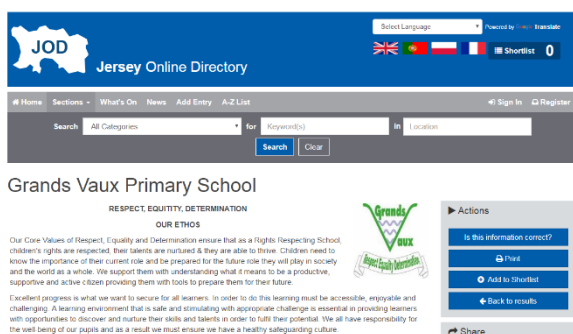 Select Language
Powered by Google Translate
JOD
Jersey Online Directory
Shortlist 0
Home Sections What's On News Add Entry A-Z List Sign In Register
Search All Categories for Keyword(s) in Location
Search Clear
Grands Vaux Primary School
RESPECT, EQUITITY, DETERMINATION
OUR ETHOS
Our Core Values of Respect, Equality and Determination ensure that as a Rights Respecting School,
children's rights are respected, their talents are nurtured & they are able to thrive. Children need to
know the importance of their current role and be prepared for the future role they will play in society
and the world as a whole. We support them with understanding what it means to be a productive,
supportive and active citizen providing them with tools to prepare them for their future.
Excellent progress is what we want to secure for all learners. In order to do this learning must be accessible, enjoyable and
challenging. A learning environment that is safe and stimulating with appropriate challenge is essential in providing learners
with opportunities to discover and nurture their skills and talents in order to fulfil their potential. We all have responsibility for
the well-being of our pupils and as a result we must ensure we have a healthy safeguarding culture.
Grands
Vaux
Respect Equality Determination
Actions
Is this information correct?
Print
Add to Shortlist
Back to results
Share